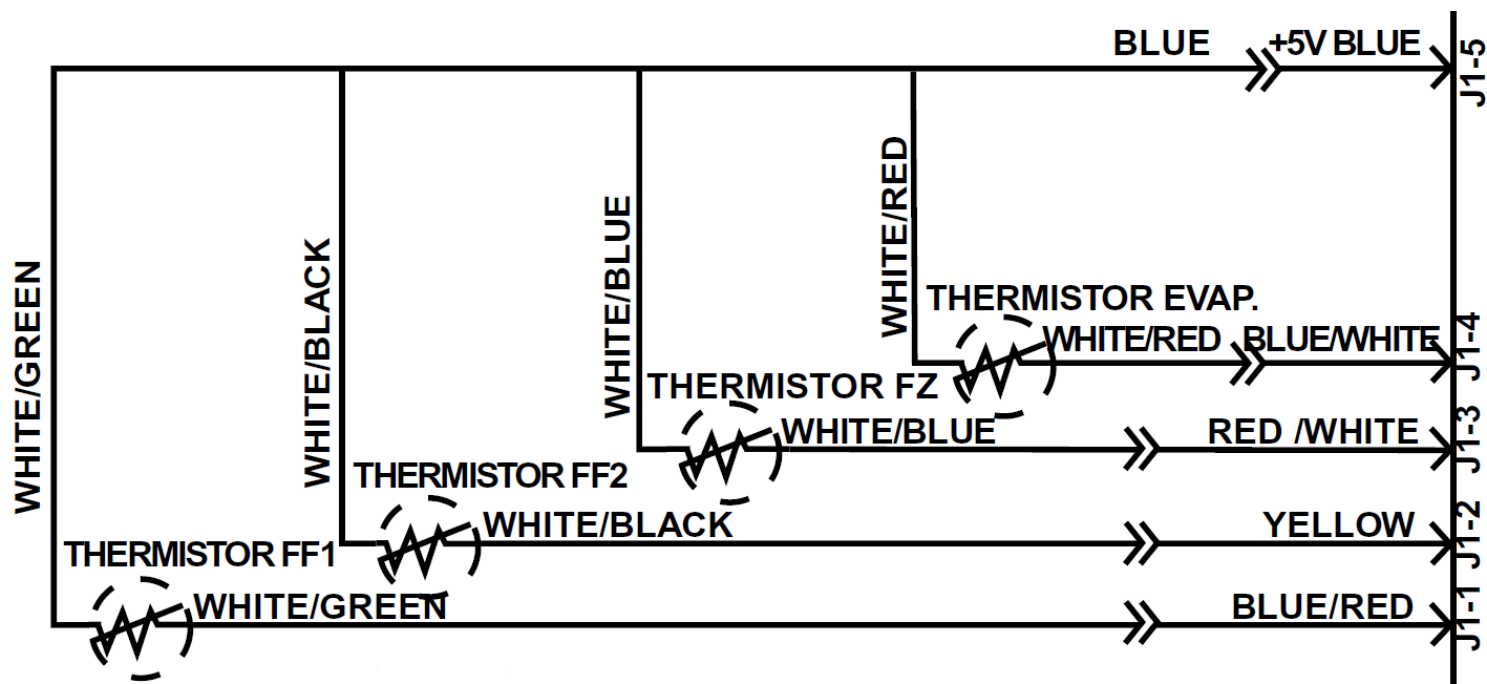 BLUE
+5V BLUE
J1-5
WHITE/GREEN
WHITE/BLACK
WHITE/BLUE
WHITE/RED
THERMISTOR EVAP.
WHITE/RED
BLUE/WHITE
J1-4
THERMISTOR FZ
WHITE/BLUE
RED /WHITE
J1-3
THERMISTOR FF2
WHITE/BLACK
YELLOW
J1-2
THERMISTOR FF1
WHITE/GREEN
BLUE/RED
J1-1